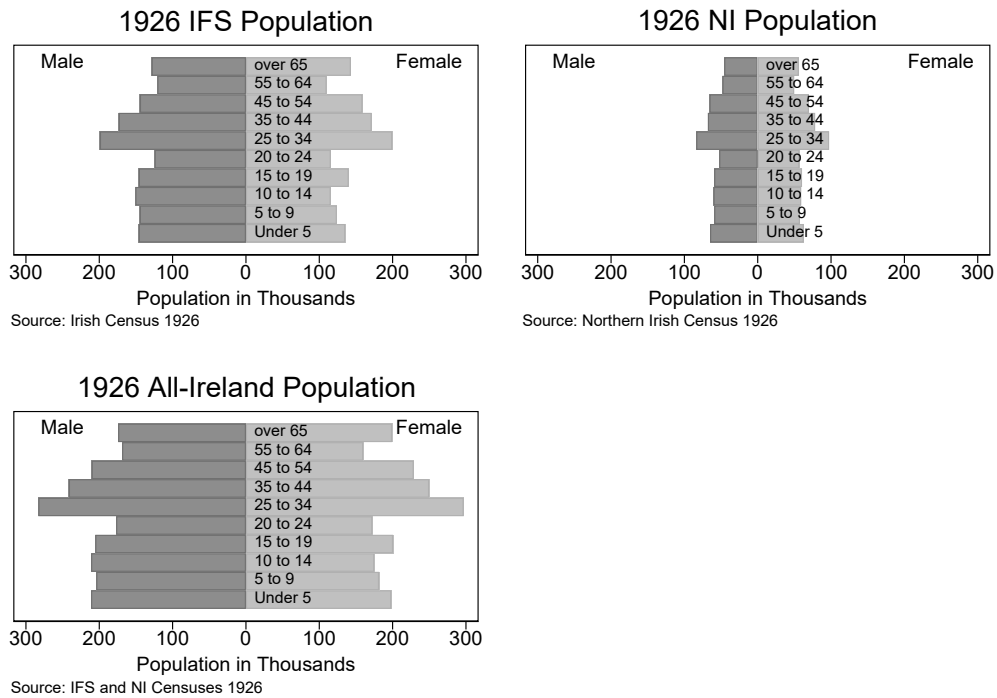 1926 IFS Population
Male Female
over 65
55 to 64
45 to 54
35 to 44
25 to 34
20 to 24
15 to 19
10 to 14
5 to 9
Under 5
300 200 100 0 100 200 300
Population in Thousands
Source: Irish Census 1926
1926 NI Population
Male Female
over 65
55 to 64
45 to 54
35 to 44
25 to 34
20 to 24
15 to 19
10 to 14
5 to 9
Under 5
300 200 100 0 100 200 300
Population in Thousands
Source: Northern Irish Census 1926
1926 All-Ireland Population
Male Female
over 65
55 to 64
45 to 54
35 to 44
25 to 34
20 to 24
15 to 19
10 to 14
5 to 9
Under 5
300 200 100 0 100 200 300
Population in Thousands
Source: IFS and NI Censuses 1926